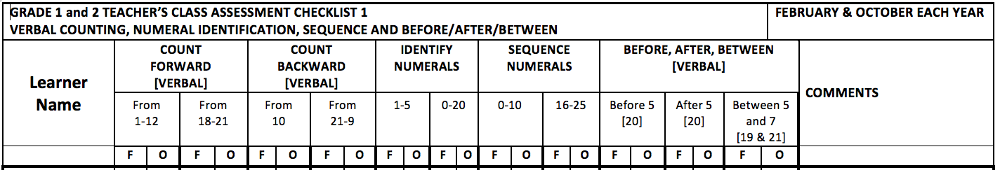 GRADE 1 and 2 TEACHER’S CLASS ASSESSMENT CHECKLIST 1
VERBAL COUNTING, NUMERAL IDENTIFICATION, SEQUENCE AND BEFORE/AFTER/BETWEEN
FEBRUARY & OCTOBER EACH YEAR
Learner
Name
COUNT
FORWARD
[VERBAL]
COUNT
BACKWARD
[VERBAL]
IDENTIFY
NUMERALS
SEQUENCE
NUMERALS
BEFORE, AFTER, BETWEEN
[VERBAL]
COMMENTS
From
1-12
From
18-21
From
10
From
21-9
1-5
0-20
0-10
16-25
Before 5
[20]
After 5
[20]
Between 5
and 7
[19 & 21]
F O F O F O F O F O F O F O F O F O F O F O